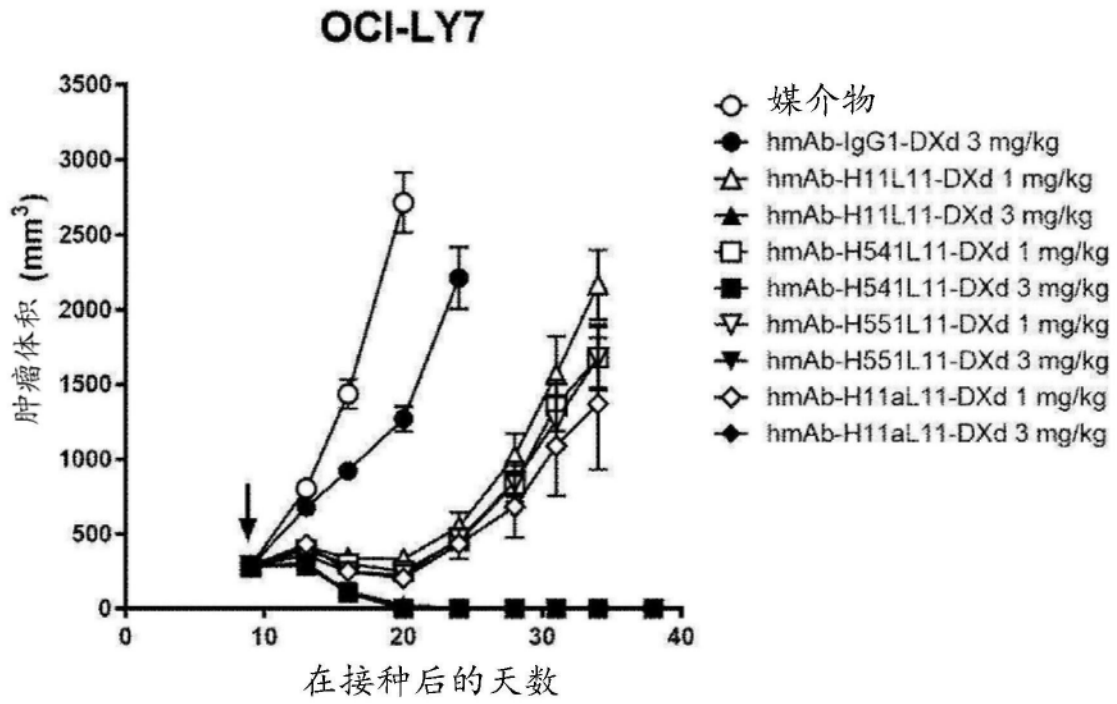 OCI-LY7
肿瘤体积 (mm³)
3500
3000
2500
2000
1500
1000
500
0
0
10
20
30
40
在接种后的天数
媒介物
hmAb-IgG1-DXd 3 mg/kg
hmAb-H11L11-DXd 1 mg/kg
hmAb-H11L11-DXd 3 mg/kg
hmAb-H541L11-DXd 1 mg/kg
hmAb-H541L11-DXd 3 mg/kg
hmAb-H551L11-DXd 1 mg/kg
hmAb-H551L11-DXd 3 mg/kg
hmAb-H11aL11-DXd 1 mg/kg
hmAb-H11aL11-DXd 3 mg/kg